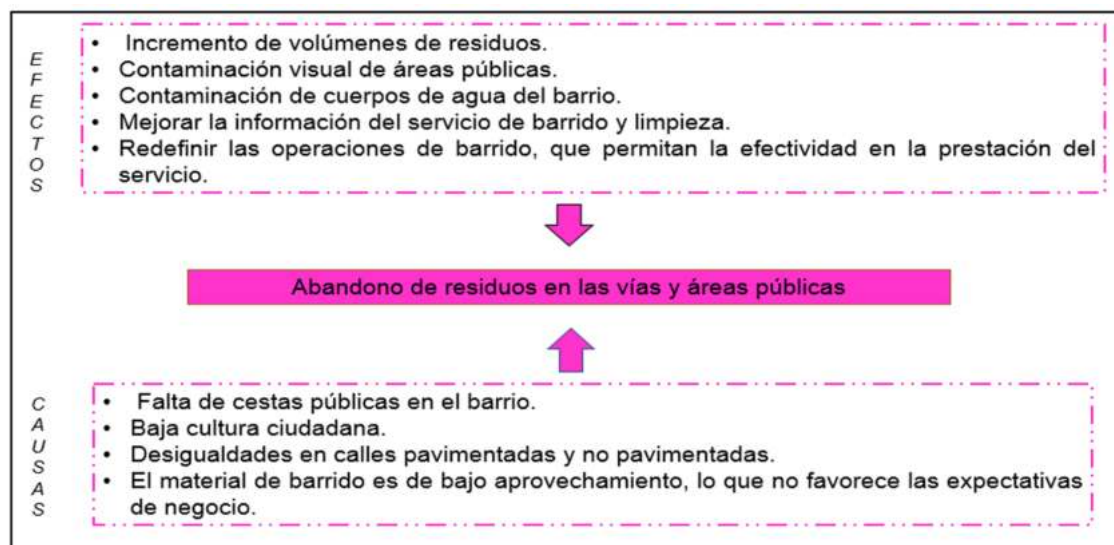 EFECTOS
• Incremento de volúmenes de residuos.
• Contaminación visual de áreas públicas.
• Contaminación de cuerpos de agua del barrio.
• Mejorar la información del servicio de barrido y limpieza.
• Redefinir las operaciones de barrido, que permitan la efectividad en la prestación del
servicio.
Abandono de residuos en las vías y áreas públicas
CAUSAS
• Falta de cestas públicas en el barrio.
• Baja cultura ciudadana.
• Desigualdades en calles pavimentadas y no pavimentadas.
• El material de barrido es de bajo aprovechamiento, lo que no favorece las expectativas
de negocio.